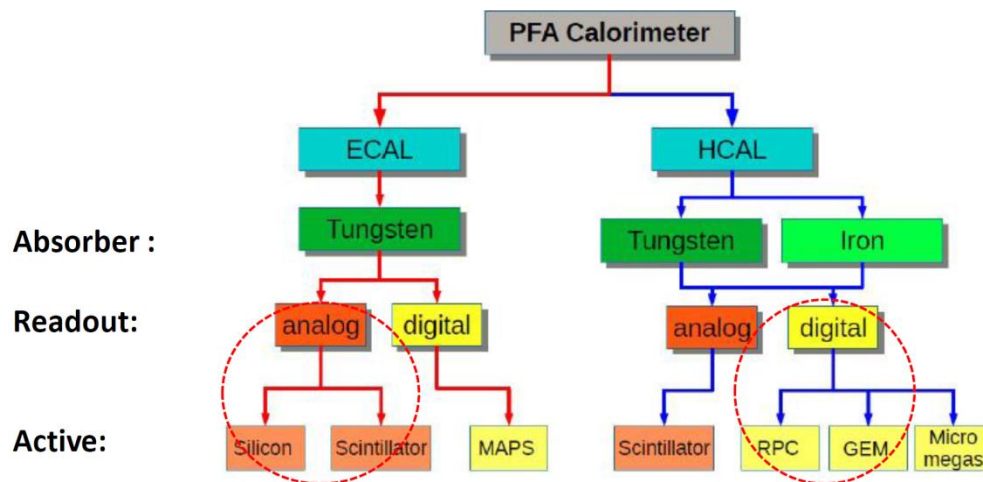 PFA Calorimeter
ECAL
HCAL
Absorber :
Tungsten
Tungsten
Iron
Readout:
analog
digital
analog
digital
Active:
Silicon
Scintillator
MAPS
Scintillator
RPC
GEM
Micro
megas